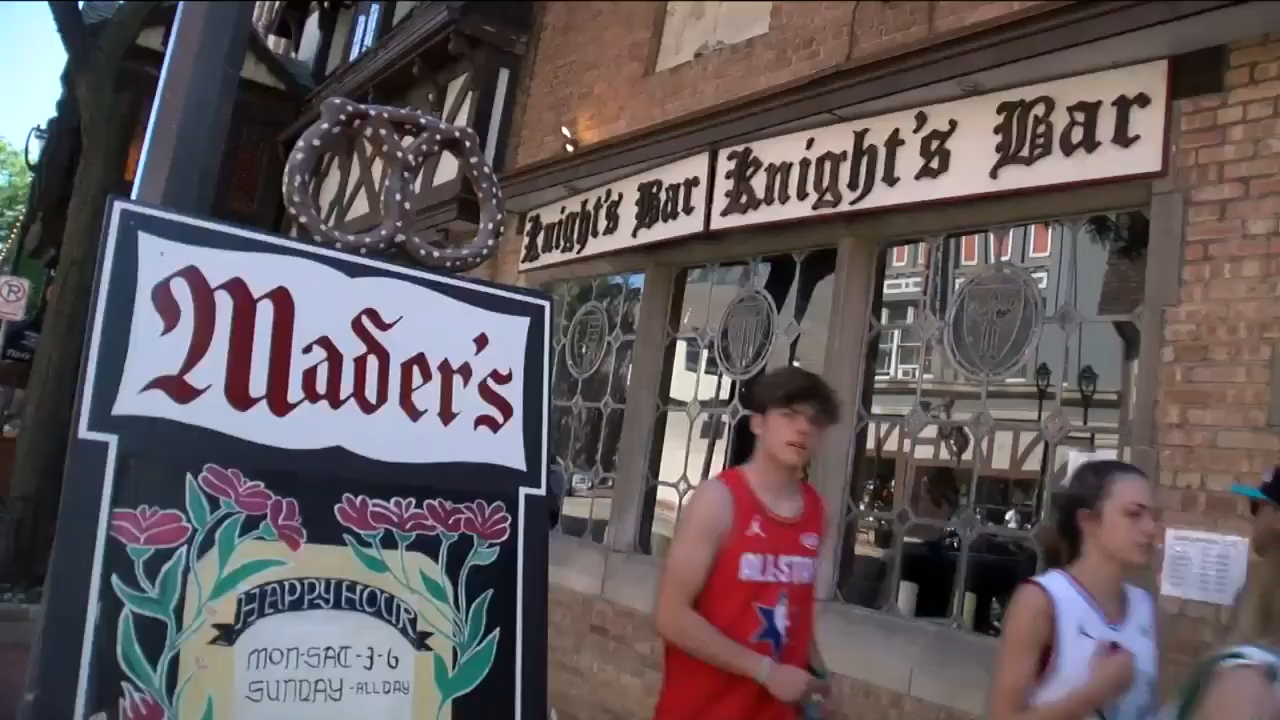 Knight's Bar
Knight's Bar
Mader's
HAPPY HOUR
MON-SAT-3-6
SUNDAY-ALL DAY
ALL-STAR
P